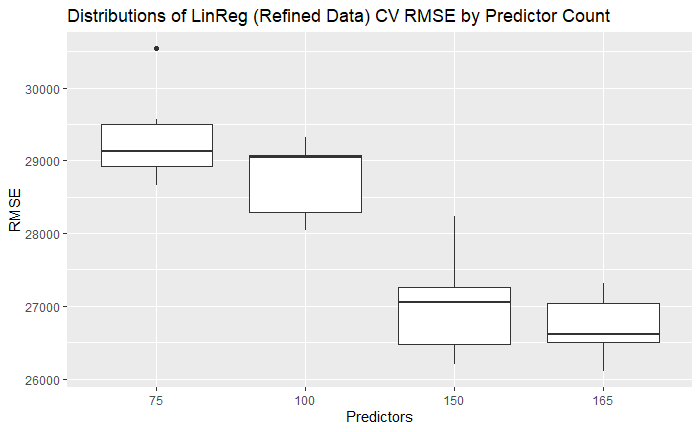 Distributions of LinReg (Refined Data) CV RMSE by Predictor Count
30000
29000
28000
27000
26000
RMSE
75 100 150 165
Predictors